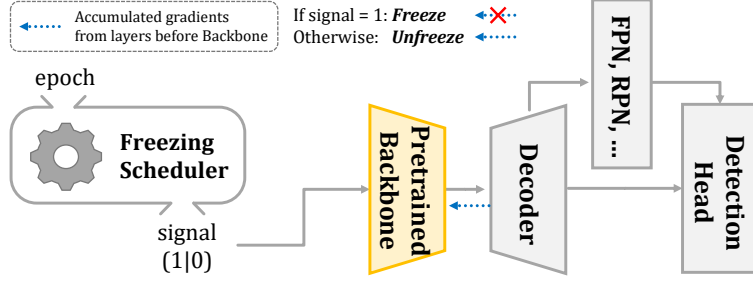 Accumulated gradients
from layers before Backbone
If signal = 1: Freeze
Otherwise: Unfreeze
epoch
Freezing
Scheduler
signal
(1|0)
Pretrained
Backbone
Decoder
FPN, RPN, ...
Detection
Head